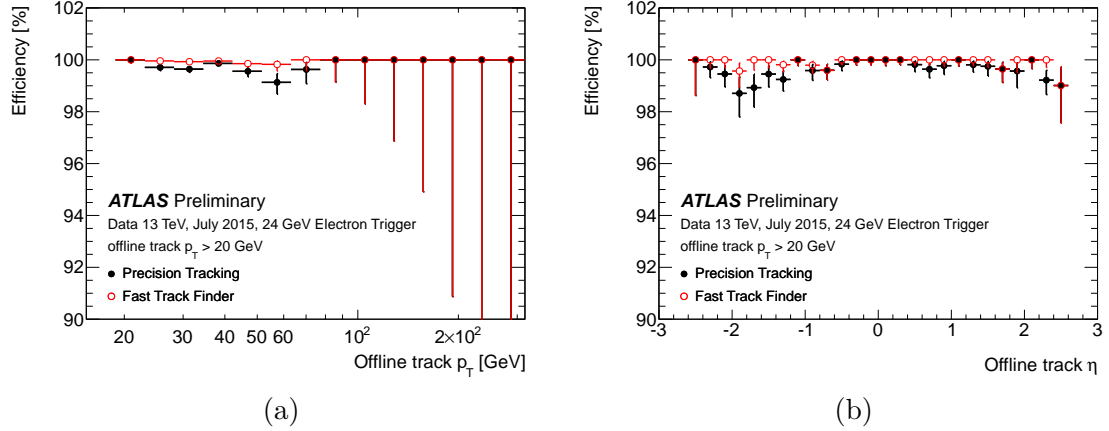 Efficiency [%]
102
100
98
96
94
92
90
ATLAS Preliminary
Data 13 TeV, July 2015, 24 GeV Electron Trigger
offline track p_T > 20 GeV
Precision Tracking
Fast Track Finder
20 30 40 50 60 10² 2×10²
Offline track p_T [GeV]
(a)
Efficiency [%]
102
100
98
96
94
92
90
ATLAS Preliminary
Data 13 TeV, July 2015, 24 GeV Electron Trigger
offline track p_T > 20 GeV
Precision Tracking
Fast Track Finder
-3 -2 -1 0 1 2 3
Offline track η
(b)